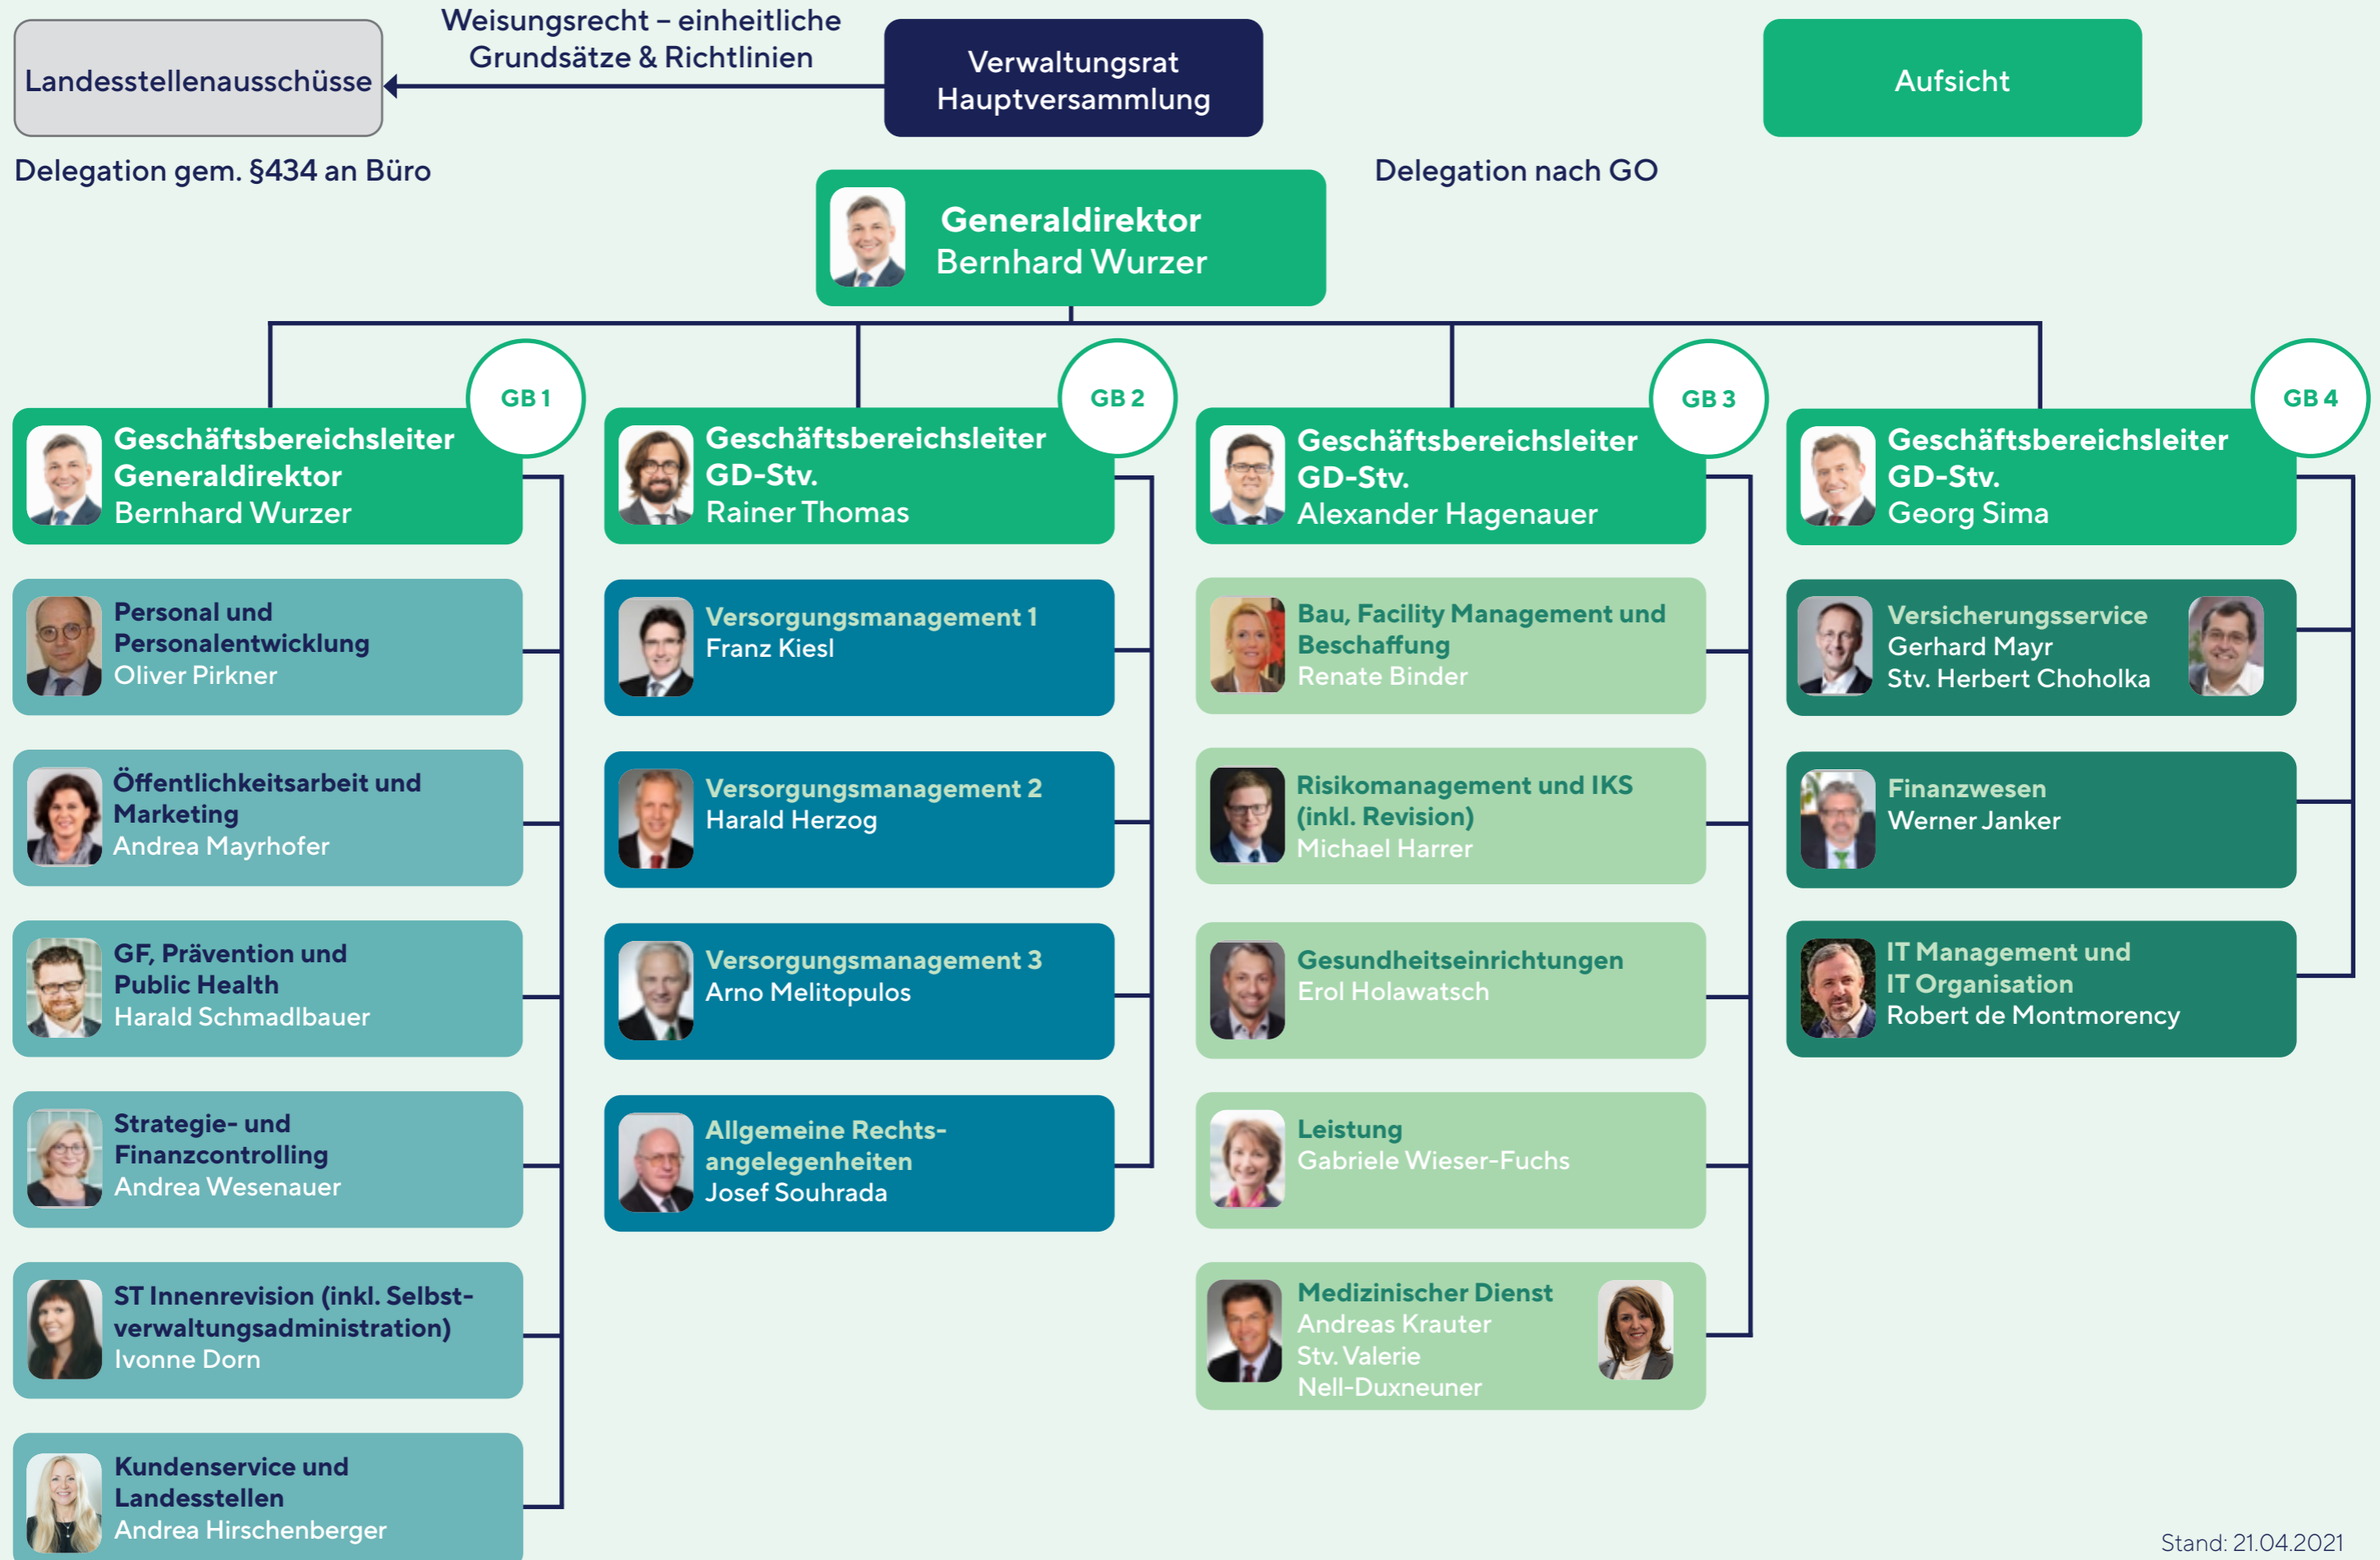 Weisungsrecht – einheitliche
Grundsätze & Richtlinien
Landesstellenausschüsse
Verwaltungsrat
Hauptversammlung
Aufsicht
Delegation gem. §434 an Büro
Delegation nach GO
Generaldirektor
Bernhard Wurzer
GB 1
Geschäftsbereichsleiter
Generaldirektor
Bernhard Wurzer
Personal und
Personalentwicklung
Oliver Pirkner
Öffentlichkeitsarbeit und
Marketing
Andrea Mayrhofer
GF, Prävention und
Public Health
Harald Schmadlbauer
Strategie- und
Finanzcontrolling
Andrea Wesenauer
ST Innenrevision (inkl. Selbst-
verwaltungsadministration)
Ivonne Dorn
Kundenservice und
Landesstellen
Andrea Hirschenberger
GB 2
Geschäftsbereichsleiter
GD-Stv.
Rainer Thomas
Versorgungsmanagement 1
Franz Kiesl
Versorgungsmanagement 2
Harald Herzog
Versorgungsmanagement 3
Arno Melitopulos
Allgemeine Rechts-
angelegenheiten
Josef Souhrada
GB 3
Geschäftsbereichsleiter
GD-Stv.
Alexander Hagenauer
Bau, Facility Management und
Beschaffung
Renate Binder
Risikomanagement und IKS
(inkl. Revision)
Michael Harrer
Gesundheitseinrichtungen
Erol Holawatsch
Leistung
Gabriele Wieser-Fuchs
Medizinischer Dienst
Andreas Krauter
Stv. Valerie
Nell-Duxneuner
GB 4
Geschäftsbereichsleiter
GD-Stv.
Georg Sima
Versicherungsservice
Gerhard Mayr
Stv. Herbert Choholka
Finanzwesen
Werner Janker
IT Management und
IT Organisation
Robert de Montmorency
Stand: 21.04.2021